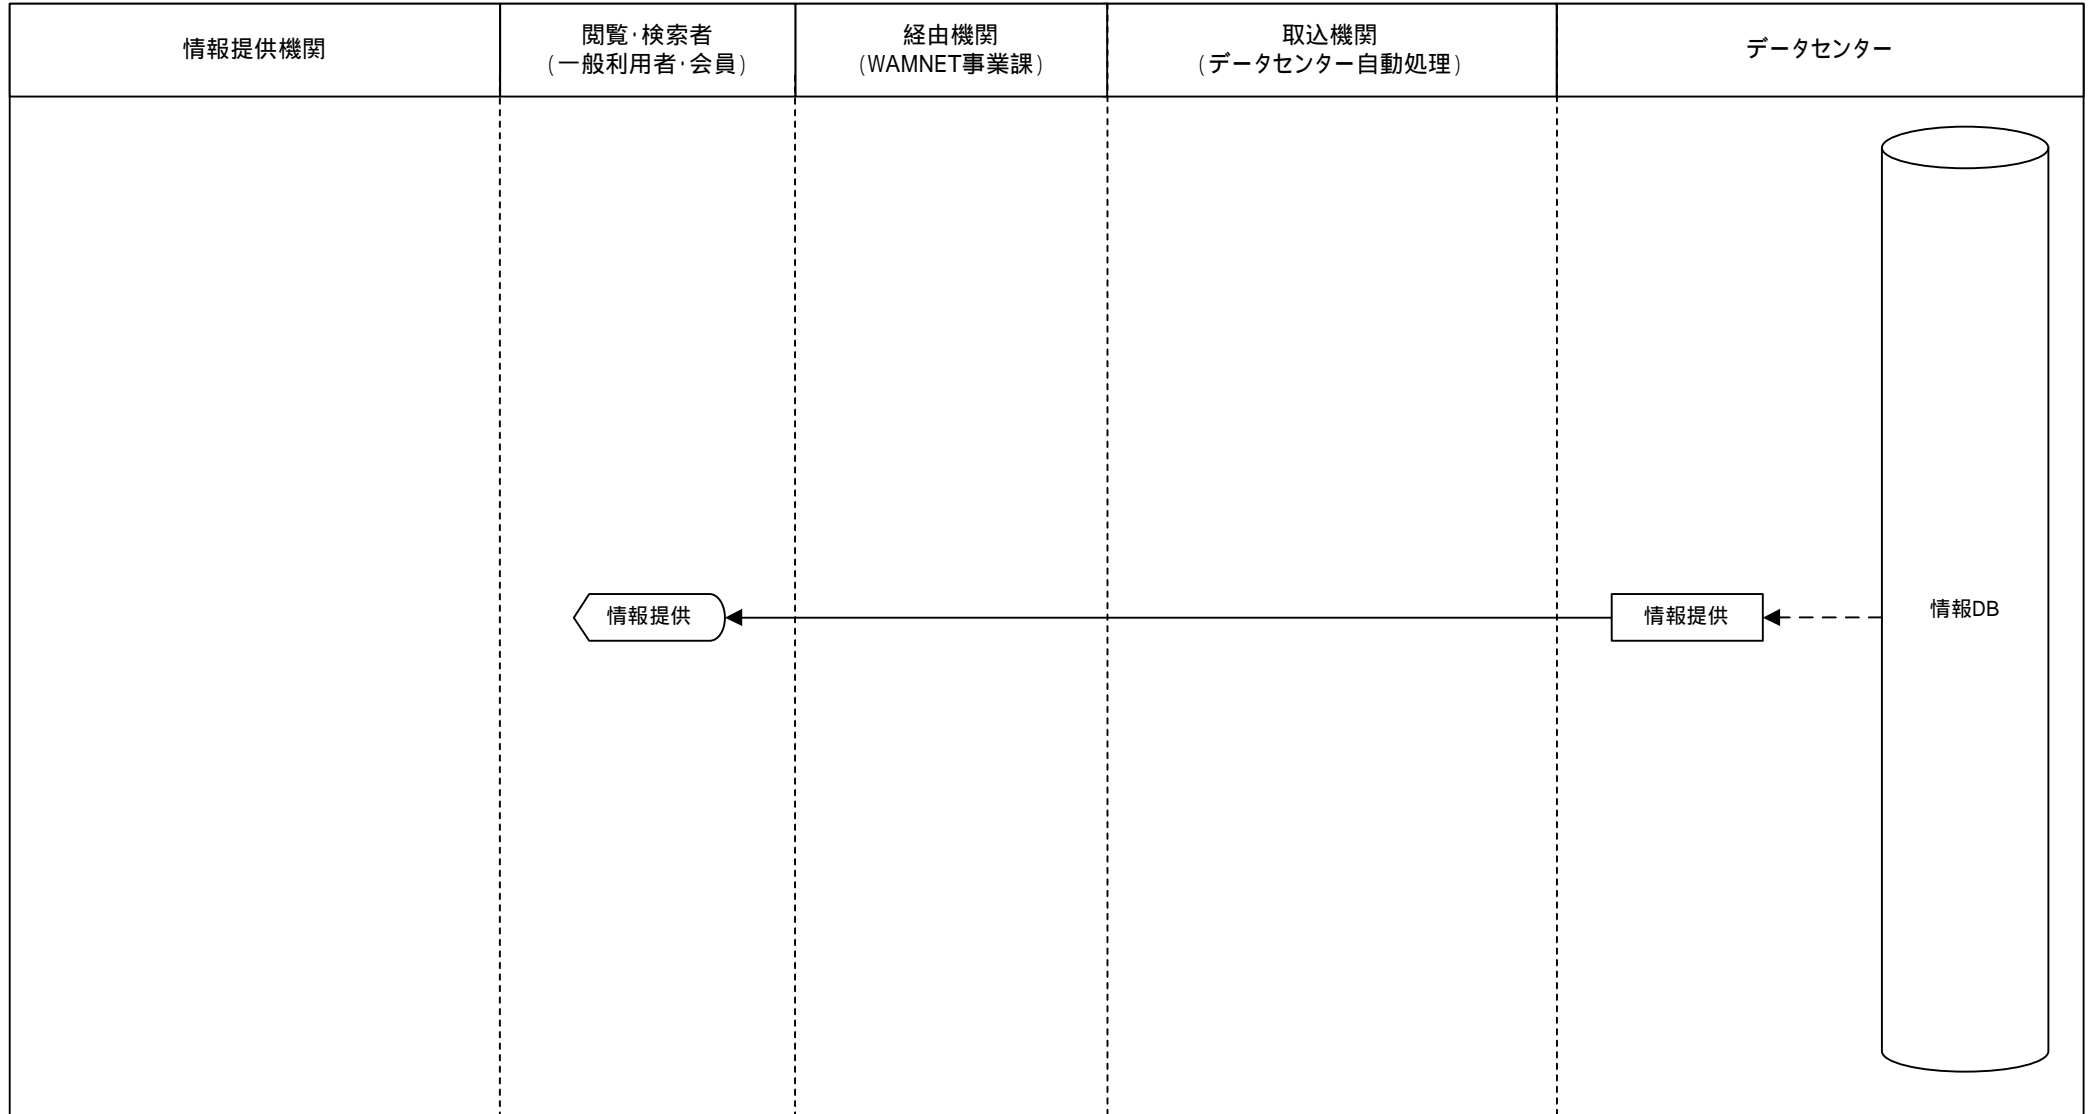 情報提供機関
閲覧・検索者
(一般利用者・会員)
経由機関
(WAMNET事業課)
取込機関
(データセンター自動処理)
データセンター
情報提供
情報提供
情報DB